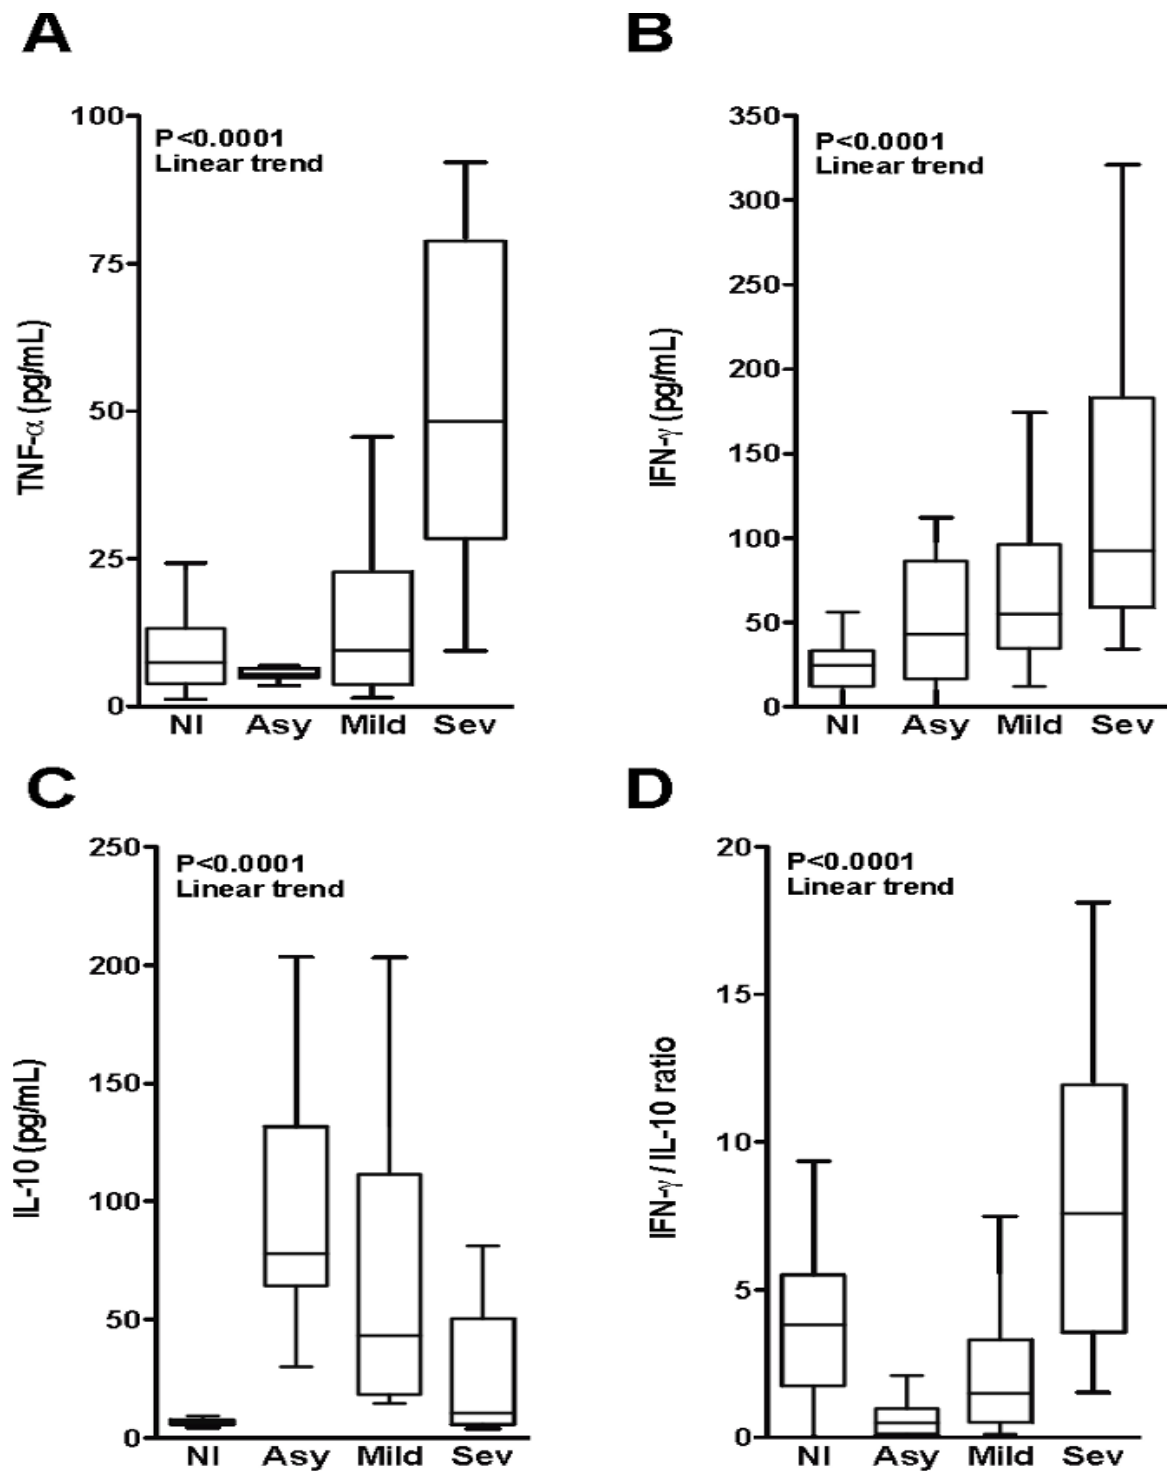 A
100
P<0.0001
Linear trend
75
50
25
0
TNF-α (pg/mL)
NI Asy Mild Sev
B
350
P<0.0001
Linear trend
300
250
200
150
100
50
0
IFN-γ (pg/mL)
NI Asy Mild Sev
C
250
P<0.0001
Linear trend
200
150
100
50
0
IL-10 (pg/mL)
NI Asy Mild Sev
D
20
P<0.0001
Linear trend
15
10
5
0
IFN-γ / IL-10 ratio
NI Asy Mild Sev